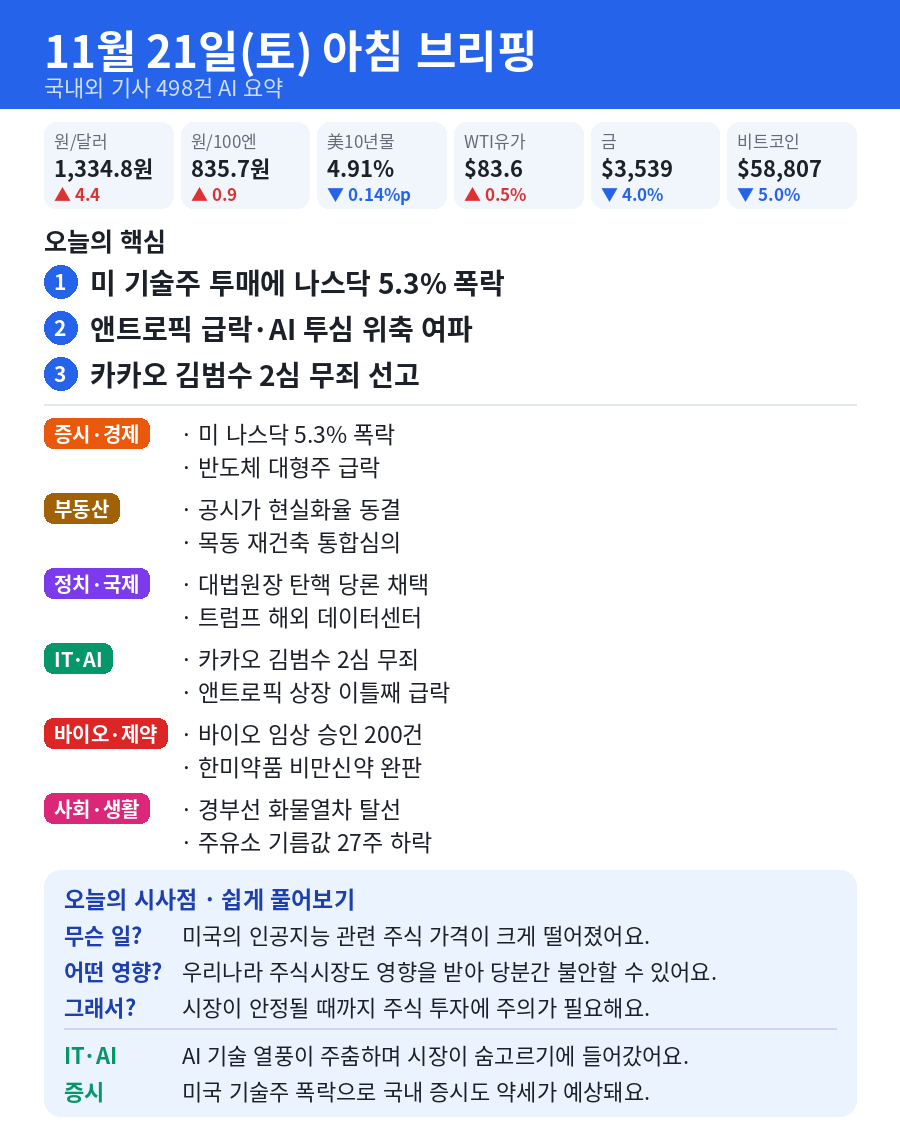 11월 21일(토) 아침 브리핑
국내외 기사 498건 AI 요약
원/달러
1,334.8원
▲ 4.4
원/100엔
835.7원
▲ 0.9
美10년물
4.91%
▼ 0.14%p
WTI유가
$83.6
▲ 0.5%
금
$3,539
▼ 4.0%
비트코인
$58,807
▼ 5.0%
오늘의 핵심
1 미 기술주 투매에 나스닥 5.3% 폭락
2 앤트로픽 급락·AI 투심 위축 여파
3 카카오 김범수 2심 무죄 선고
증시·경제
· 미 나스닥 5.3% 폭락
· 반도체 대형주 급락
부동산
· 공시가 현실화율 동결
· 목동 재건축 통합심의
정치·국제
· 대법원장 탄핵 당론 채택
· 트럼프 해외 데이터센터
IT·AI
· 카카오 김범수 2심 무죄
· 앤트로픽 상장 이틀째 급락
바이오·제약
· 바이오 임상 승인 200건
· 한미약품 비만신약 완판
사회·생활
· 경부선 화물열차 탈선
· 주유소 기름값 27주 하락
오늘의 시사점 · 쉽게 풀어보기
무슨 일? 미국의 인공지능 관련 주식 가격이 크게 떨어졌어요.
어떤 영향? 우리나라 주식시장도 영향을 받아 당분간 불안할 수 있어요.
그래서? 시장이 안정될 때까지 주식 투자에 주의가 필요해요.
IT·AI AI 기술 열풍이 주춤하며 시장이 숨고르기에 들어갔어요.
증시 미국 기술주 폭락으로 국내 증시도 약세가 예상돼요.